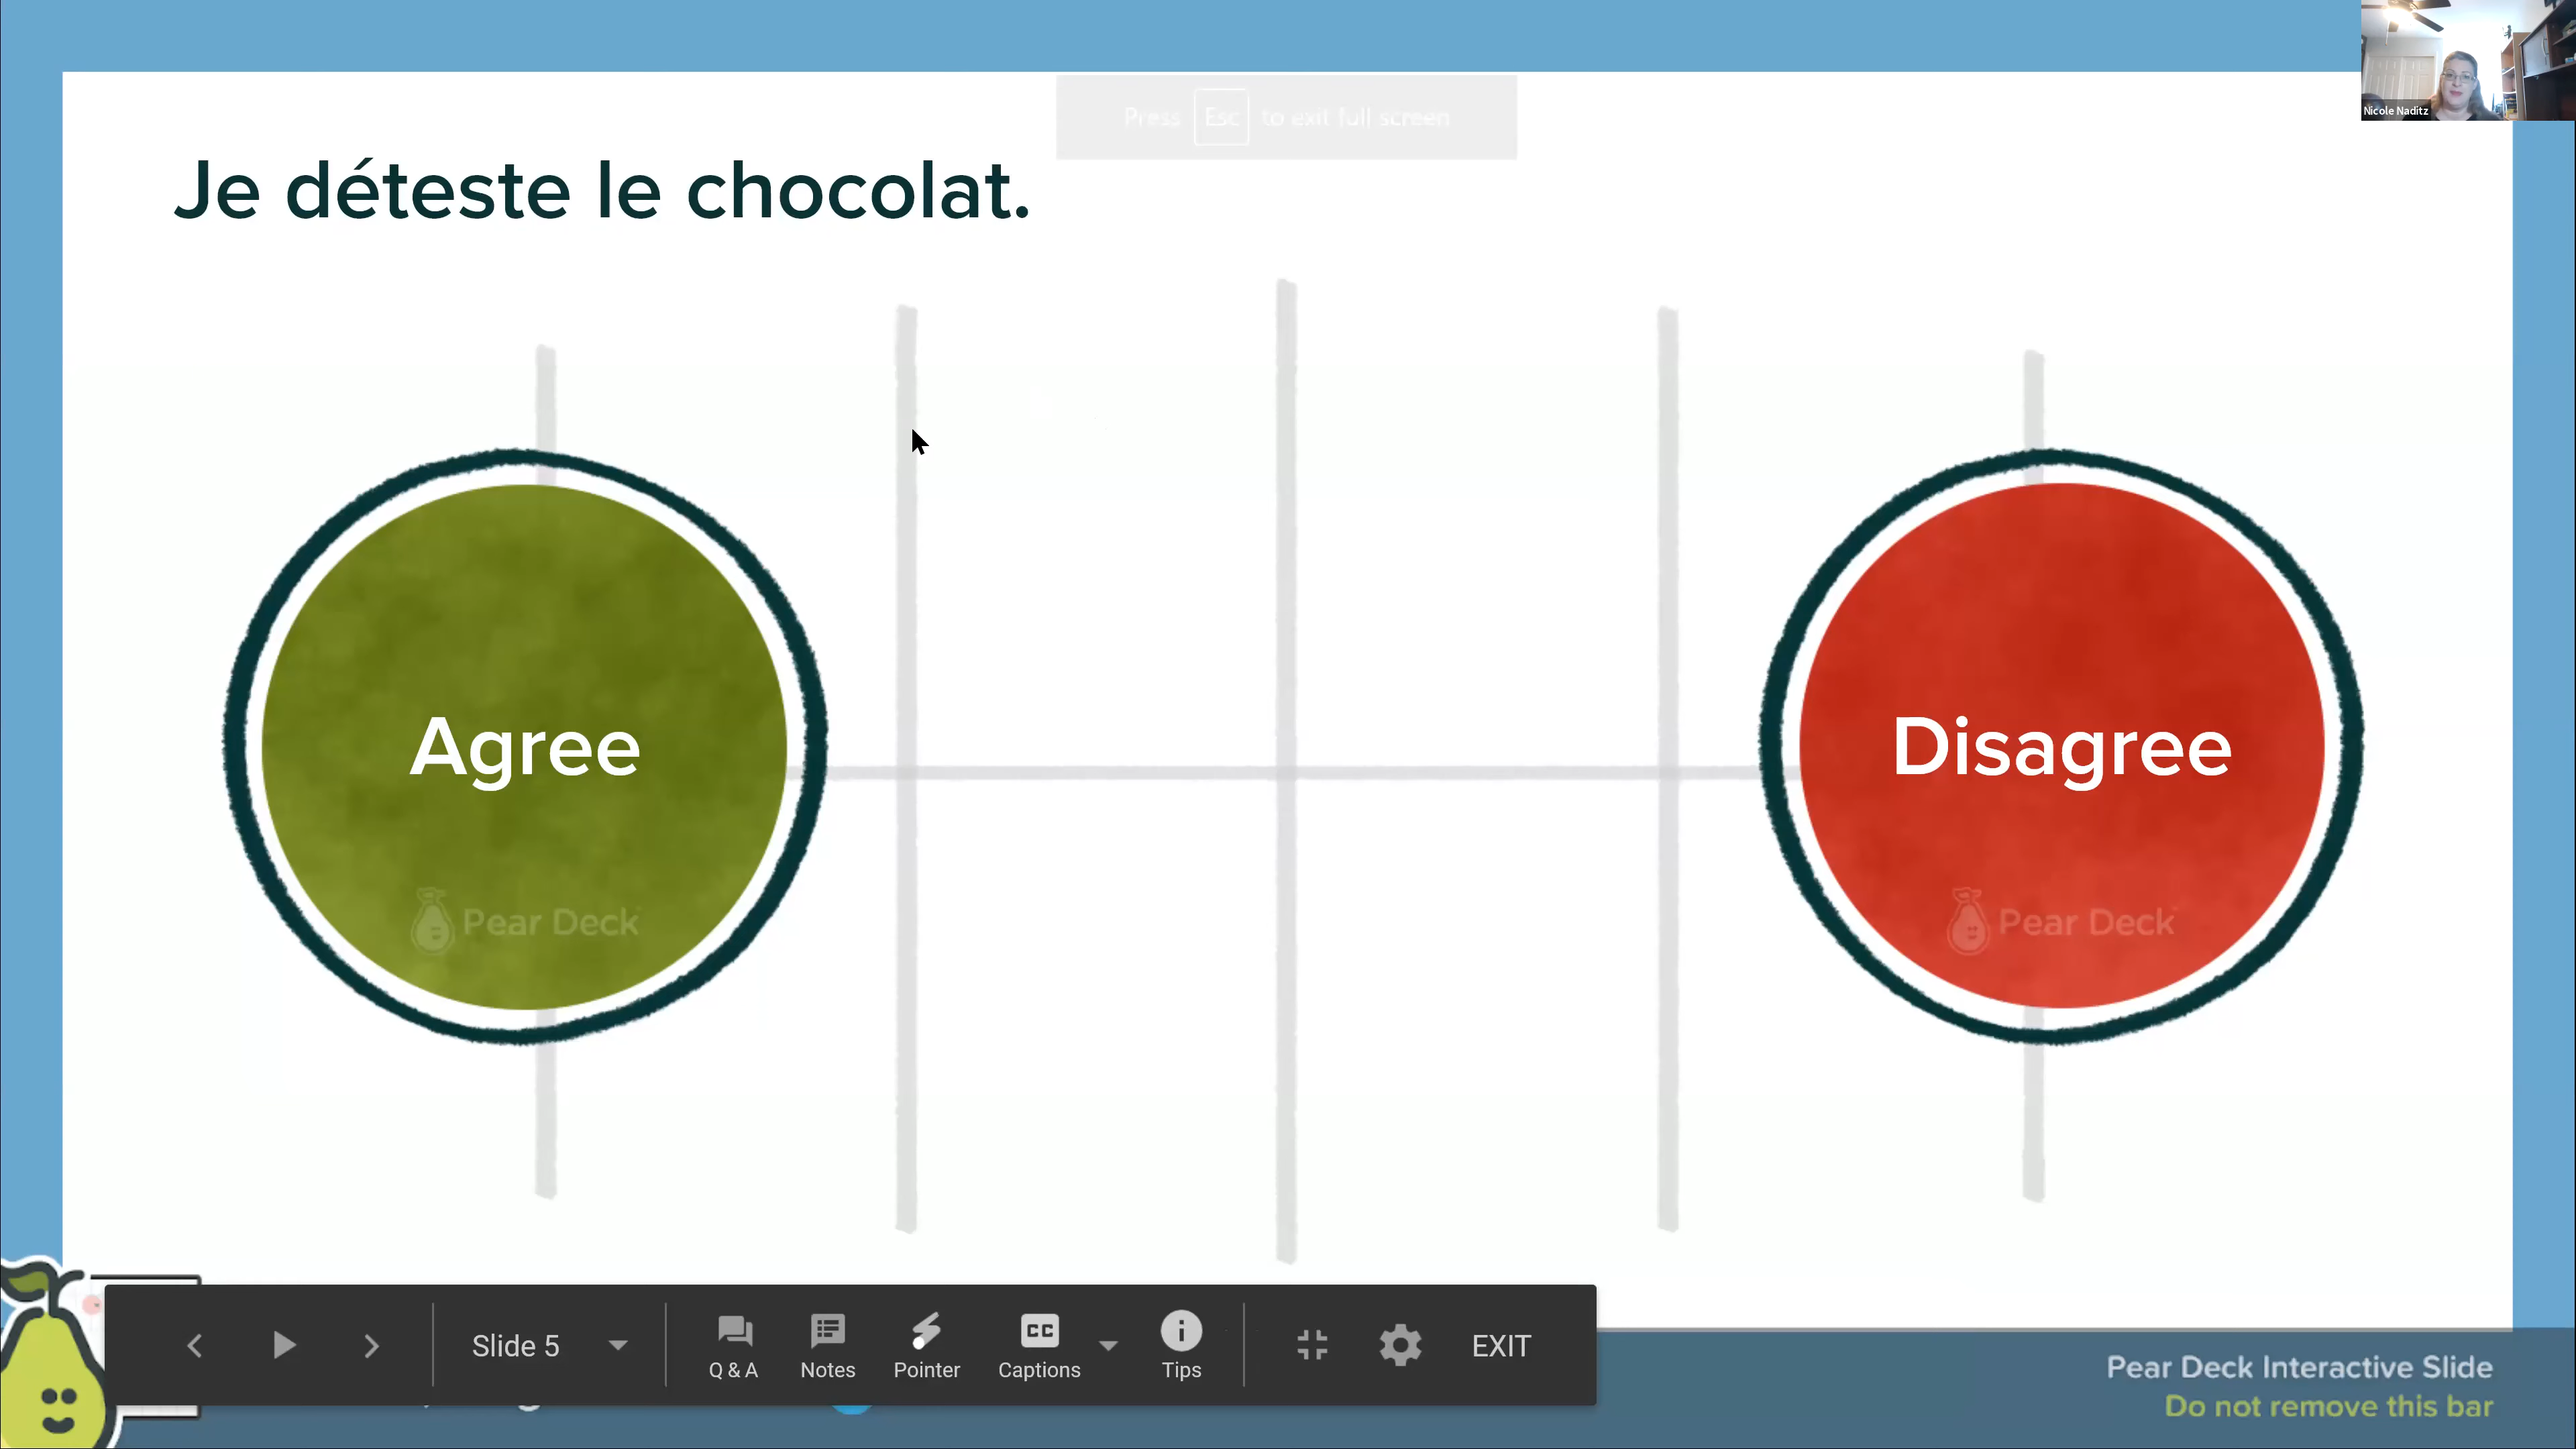 Press Esc to exit full screen
Nicole Naditz
Je déteste le chocolat.
Agree
Disagree
Pear Deck
Pear Deck
Slide 5
Q & A
Notes
CC
Pointer
Captions
Tips
EXIT
Pear Deck Interactive Slide
Do not remove this bar